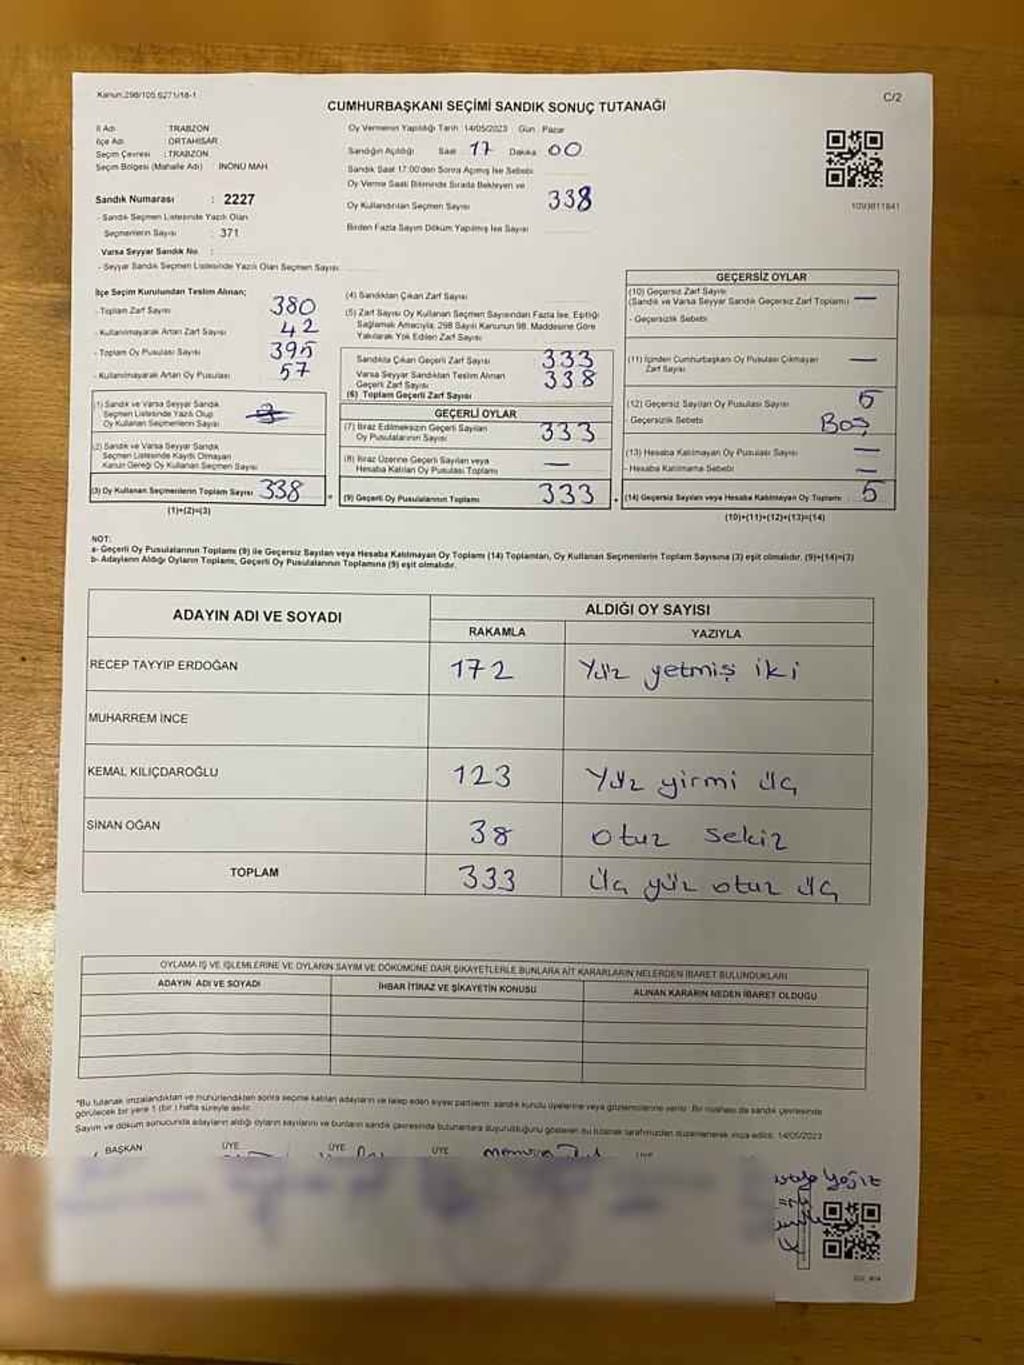 Kanun:298/105.6271/18-1
CUMHURBAŞKANI SEÇİMİ SANDIK SONUÇ TUTANAĞI
C/2
İl Adı : TRABZON
İlçe Adı : ORTAHİSAR
Seçim Çevresi : TRABZON
Seçim Bölgesi (Mahalle Adı) : İNÖNÜ MAH.
Sandık Numarası : 2227
- Sandık Seçmen Listesinde Yazılı Olan
Seçmenlerin Sayısı : 371
Varsa Seyyar Sandık No :
- Seyyar Sandık Seçmen Listesinde Yazılı Olan Seçmen Sayısı:
Oy Vermenin Yapıldığı Tarih :14/05/2023 Gün : Pazar
Sandığın Açıldığı Saat 17 Dakika 00
Sandık Saat 17:00'den Sonra Açılmış İse Sebebi
Oy Verme Saati Bitiminde Sırada Bekleyen ve
Oy Kullandırılan Seçmen Sayısı 338
Birden Fazla Sayım Döküm Yapılmış İse Sayısı
1093811841
İlçe Seçim Kurulundan Teslim Alınan;
- Toplam Zarf Sayısı 380
- Kullanılmayarak Artan Zarf Sayısı 42
- Toplam Oy Pusulası Sayısı 395
- Kullanılmayarak Artan Oy Pusulası 57
(1) Sandık ve Varsa Seyyar Sandık
Seçmen Listesinde Yazılı Olup
Oy Kullanan Seçmenlerin Sayısı
(2) Sandık ve Varsa Seyyar Sandık
Seçmen Listesinde Kaydı Olmayan
Kanun Gereği Oy Kullanan Seçmen Sayısı
(3) Oy Kullanan Seçmenlerin Toplam Sayısı 338
(1)+(2)=(3)
(4) Sandıktan Çıkan Zarf Sayısı
(5) Zarf Sayısı Oy Kullanan Seçmen Sayısından Fazla İse, Eşitliği
Sağlamak Amacıyla; 298 Sayılı Kanunun 98. Maddesine Göre
Yakılarak Yok Edilen Zarf Sayısı
Sandıkta Çıkan Geçerli Zarf Sayısı 333
Varsa Seyyar Sandıktan Teslim Alınan
Geçerli Zarf Sayısı 338
(6) Toplam Geçerli Zarf Sayısı
GEÇERLİ OYLAR
(7) İtiraz Edilmeksizin Geçerli Sayılan
Oy Pusulalarının Sayısı 333
(8) İtiraz Üzerine Geçerli Sayılan veya
Hesaba Katılan Oy Pusulası Toplamı —
(9) Geçerli Oy Pusulalarının Toplamı 333
GEÇERSİZ OYLAR
(10) Geçersiz Zarf Sayısı
(Sandık ve Varsa Seyyar Sandık Geçersiz Zarf Toplamı) —
- Geçersizlik Sebebi
(11) İçinden Cumhurbaşkanı Oy Pusulası Çıkmayan
Zarf Sayısı —
(12) Geçersiz Sayılan Oy Pusulası Sayısı 5
- Geçersizlik Sebebi Boş
(13) Hesaba Katılmayan Oy Pusulası Sayısı —
- Hesaba Katılmama Sebebi —
(14) Geçersiz Sayılan veya Hesaba Katılmayan Oy Toplamı 5
(10)+(11)+(12)+(13)=(14)
NOT:
a- Geçerli Oy Pusulalarının Toplamı (9) ile Geçersiz Sayılan veya Hesaba Katılmayan Oy Toplamı (14) Toplamları, Oy Kullanan Seçmenlerin Toplam Sayısına (3) eşit olmalıdır. (9)+(14)=(3)
b- Adayların Aldığı Oyların Toplamı, Geçerli Oy Pusulalarının Toplamına (9) eşit olmalıdır.
ADAYIN ADI VE SOYADI
ALDIĞI OY SAYISI
RAKAMLA YAZIYLA
RECEP TAYYİP ERDOĞAN 172 Yüz yetmiş iki
MUHARREM İNCE
KEMAL KILIÇDAROĞLU 123 Yüz yirmi üç
SİNAN OĞAN 38 otuz sekiz
TOPLAM 333 üç yüz otuz üç
OYLAMA İŞ VE İŞLEMLERİNE VE OYLARIN SAYIM VE DÖKÜMÜNE DAİR ŞİKAYETLERLE BUNLARA AİT KARARLARIN NELERDEN İBARET BULUNDUKLARI
ADAYIN ADI VE SOYADI İHBAR İTİRAZ VE ŞİKAYETİN KONUSU ALINAN KARARIN NEDEN İBARET OLDUĞU
*Bu tutanak imzalandıktan ve mühürlendikten sonra seçime katılan adayların ve talep eden siyasi partilerin sandık kurulu üyelerine veya gözlemcilerine verilir. Bir nüshası da sandık çevresinde
görülecek bir yere 1 (bir ) hafta süreyle asılır.
Sayım ve döküm sonucunda adayların aldığı oyların sayılarını ve bunların sandık çevresinde bulunanlara duyurulduğunu gösteren bu tutanak tarafımızdan düzenlenerek imza edildi. 14/05/2023
BAŞKAN ÜYE ÜYE ÜYE